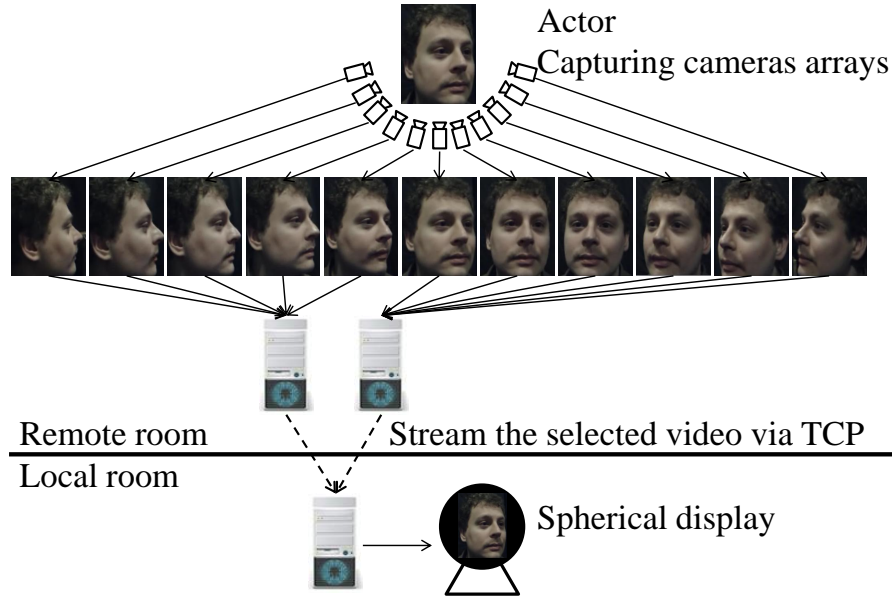 Actor
Capturing cameras arrays
Remote room
Stream the selected video via TCP
Local room
Spherical display